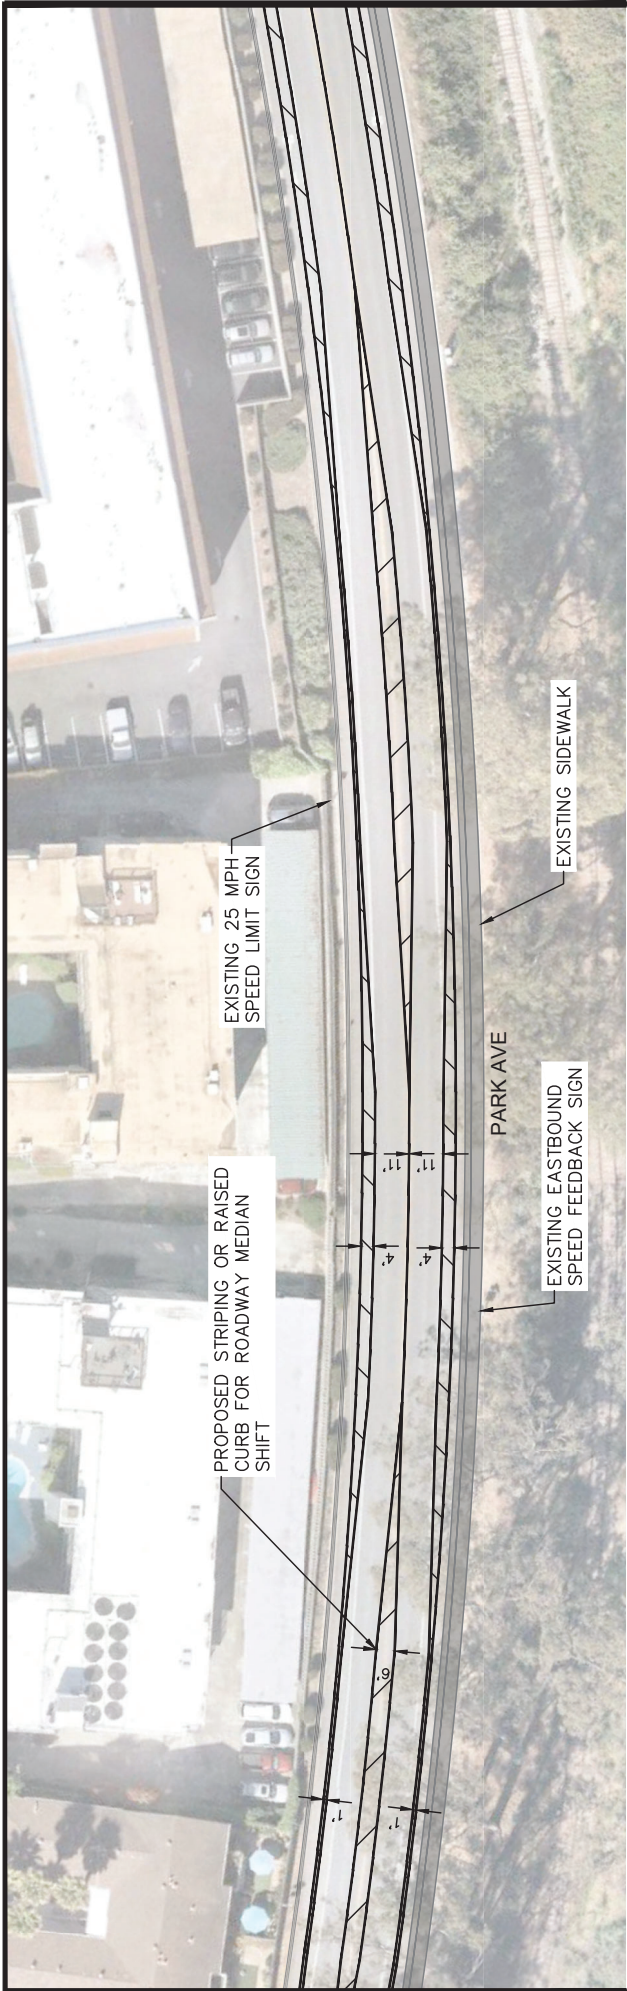 PROPOSED STRIPING OR RAISED
CURB FOR ROADWAY MEDIAN
SHIFT
EXISTING 25 MPH
SPEED LIMIT SIGN
1'
1'
6'
4'
4'
11'
11'
PARK AVE
EXISTING EASTBOUND
SPEED FEEDBACK SIGN
EXISTING SIDEWALK